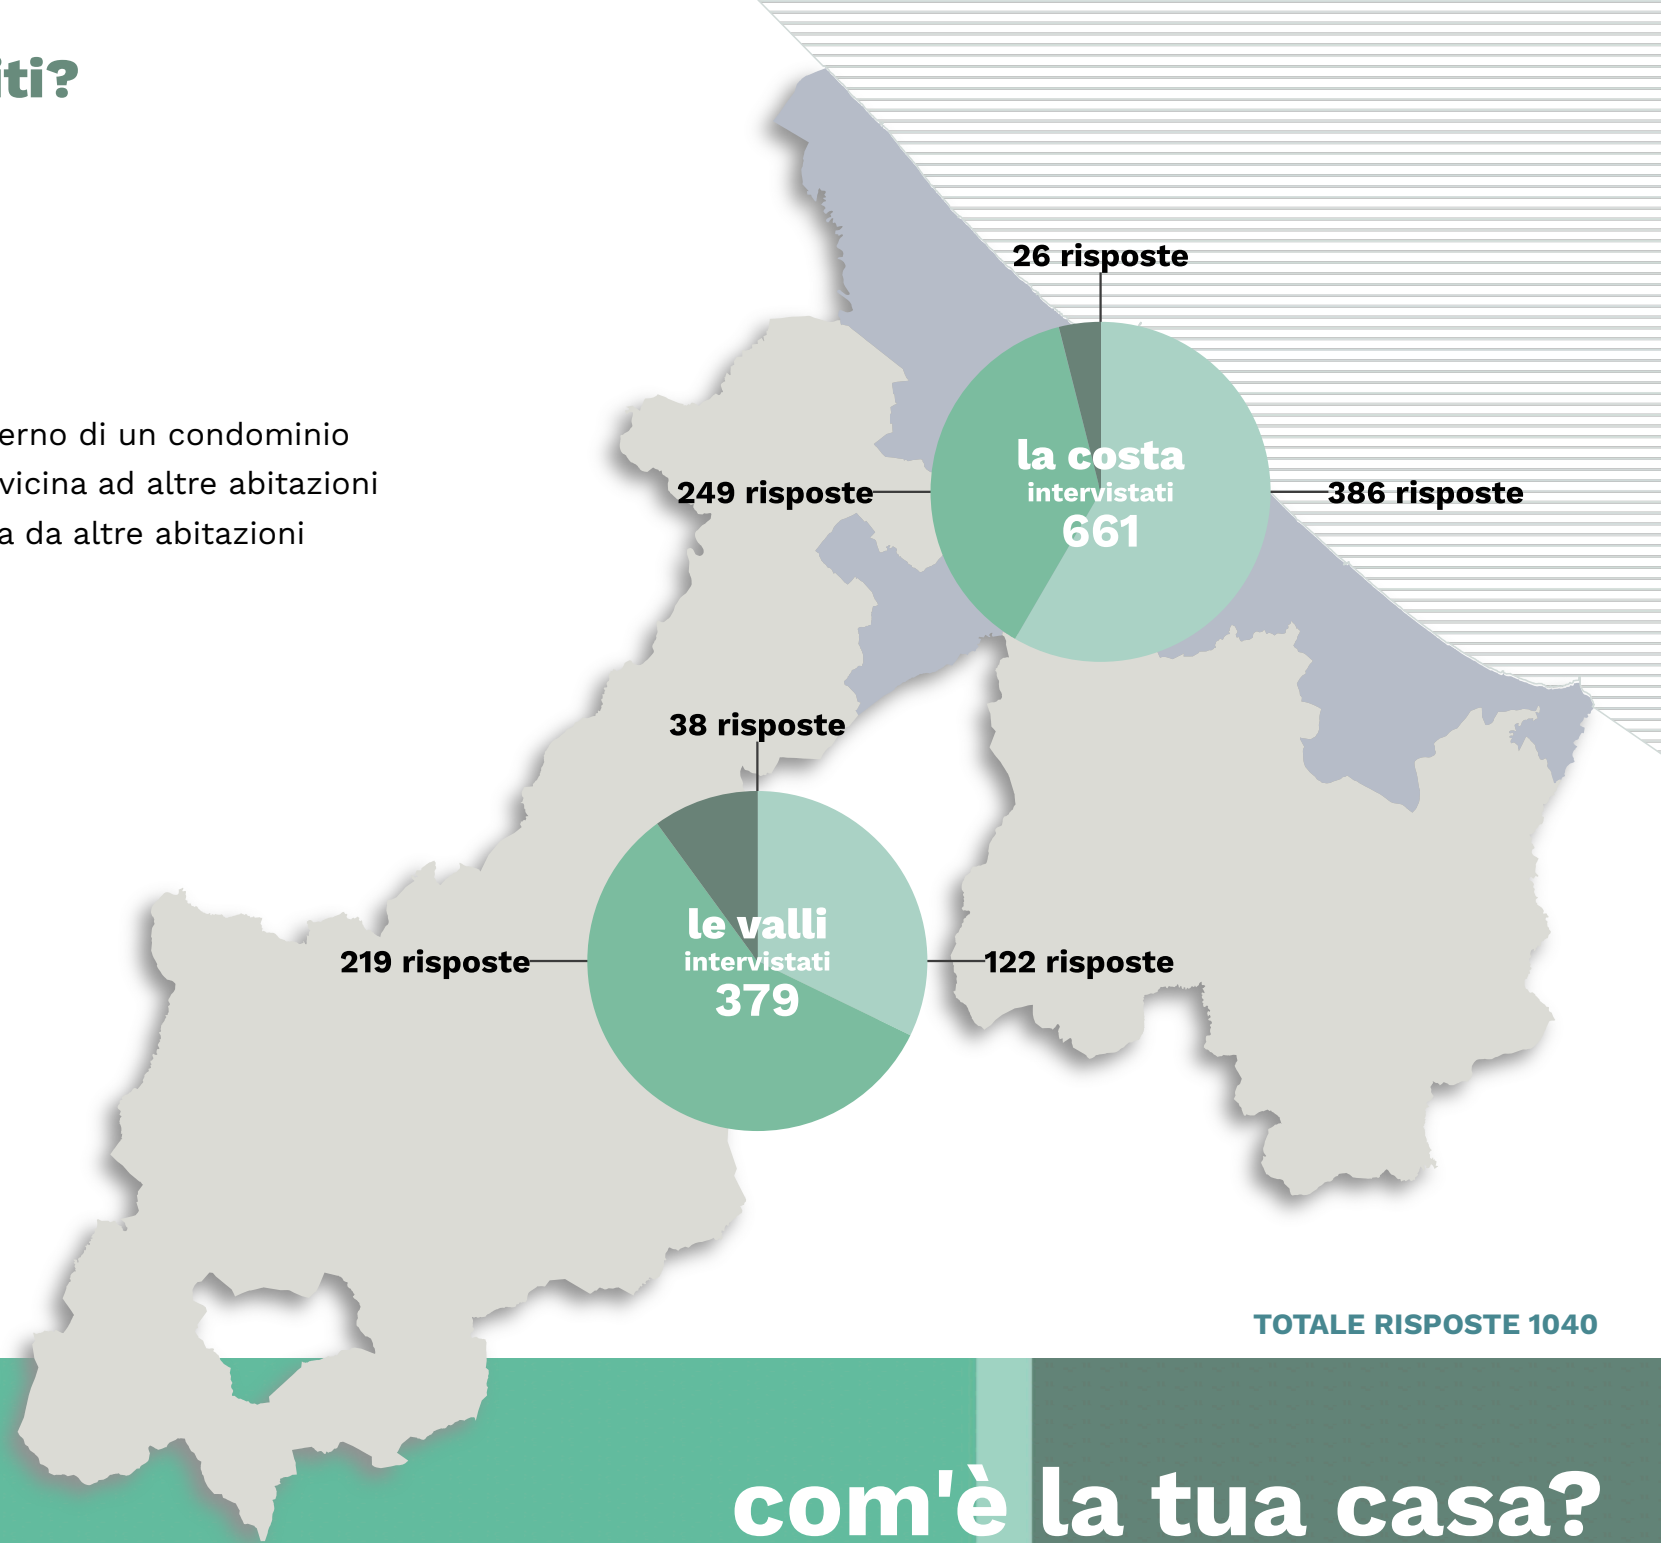 iti?
26 risposte
erno di un condominio
vicina ad altre abitazioni
a da altre abitazioni
249 risposte
la costa
intervistati
661
386 risposte
38 risposte
219 risposte
le valli
intervistati
379
122 risposte
TOTALE RISPOSTE 1040
com'è la tua casa?